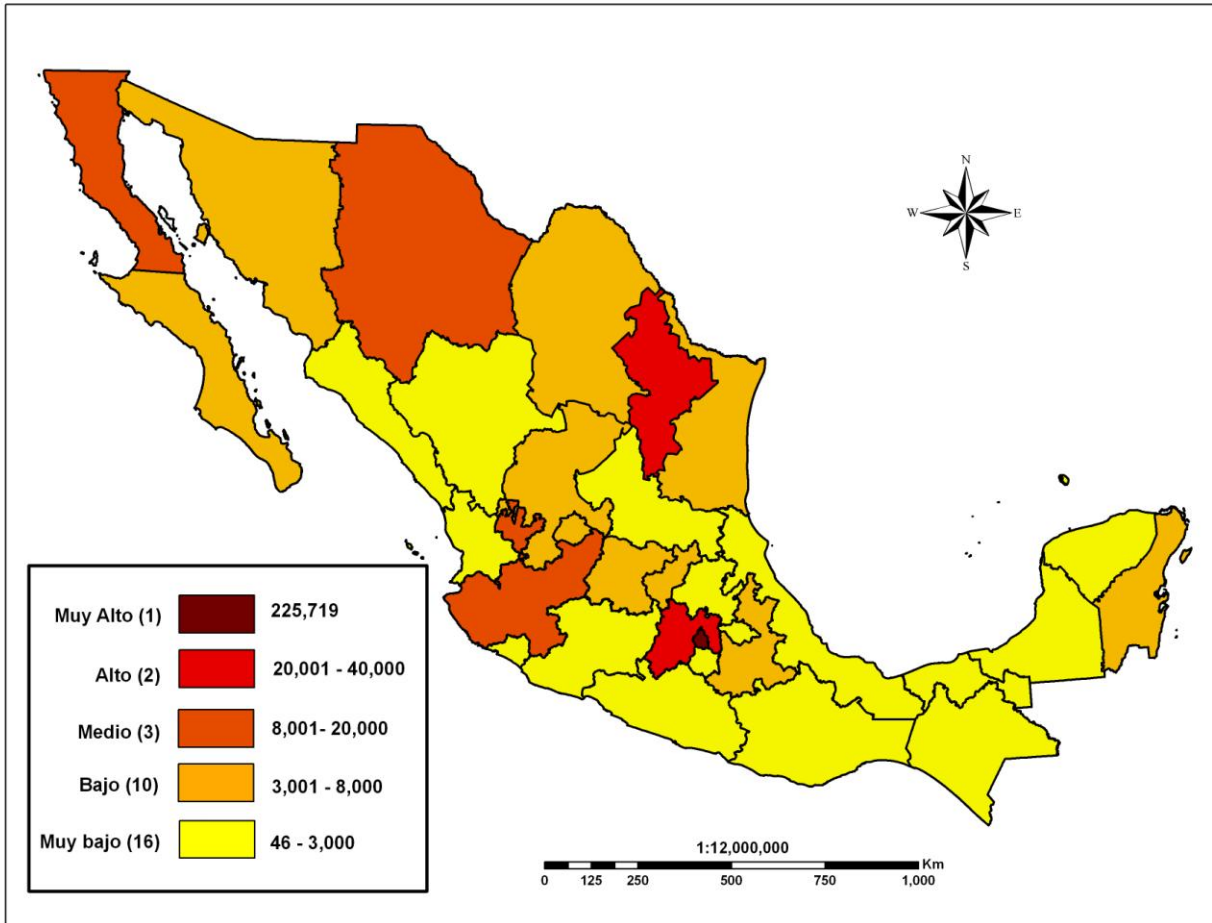 N
W E
S
Muy Alto (1) 225,719
Alto (2) 20,001 - 40,000
Medio (3) 8,001- 20,000
Bajo (10) 3,001 - 8,000
Muy bajo (16) 46 - 3,000
1:12,000,000
Km
0 125 250 500 750 1,000